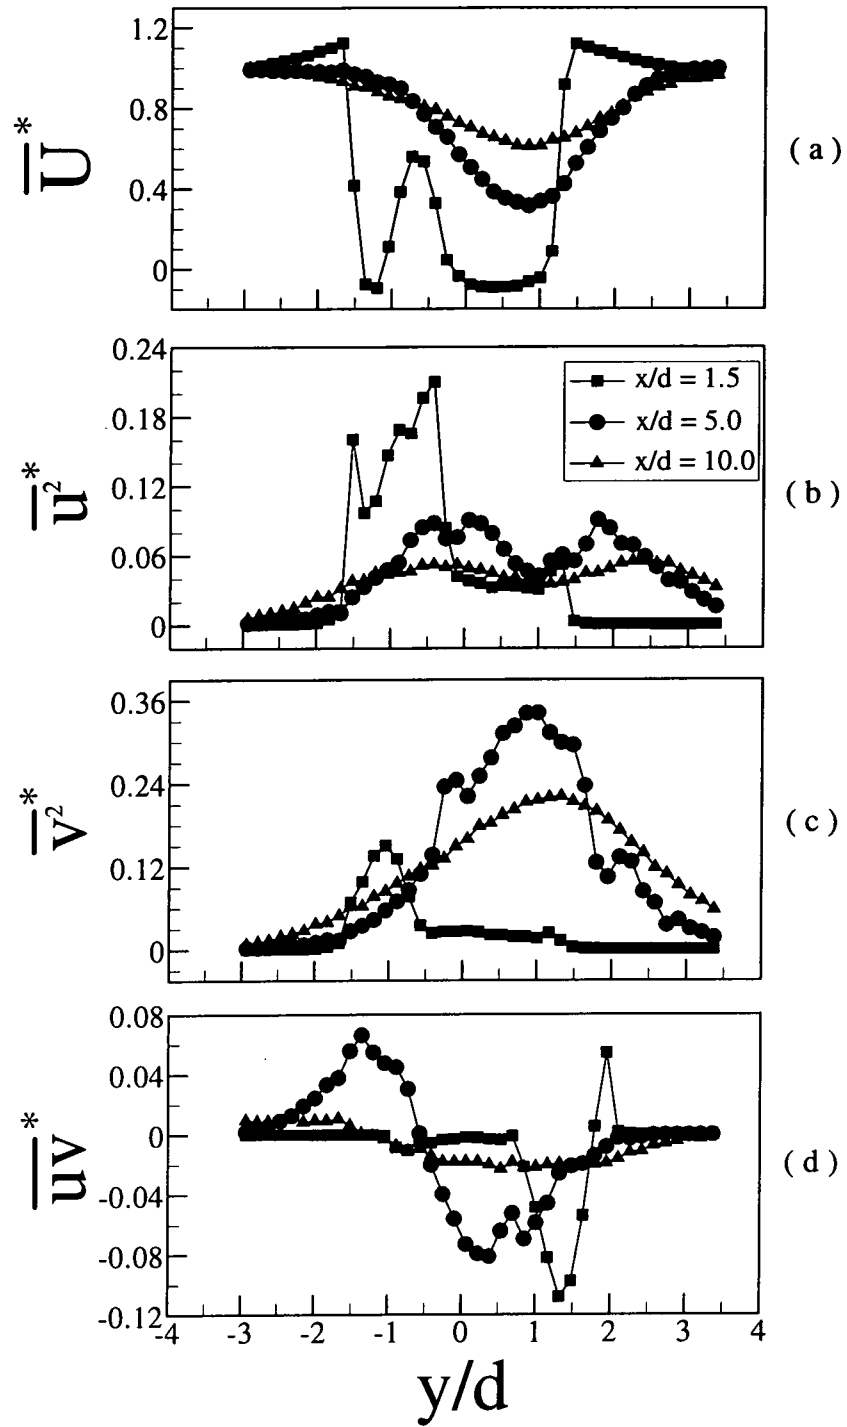 1.2
0.8
0.4
0
U*
( a )
0.24
0.18
0.12
0.06
0
u2*
x/d = 1.5
x/d = 5.0
x/d = 10.0
( b )
0.36
0.24
0.12
0
v2*
( c )
0.08
0.04
0
-0.04
-0.08
-0.12
uv*
( d )
-4 -3 -2 -1 0 1 2 3 4
y/d